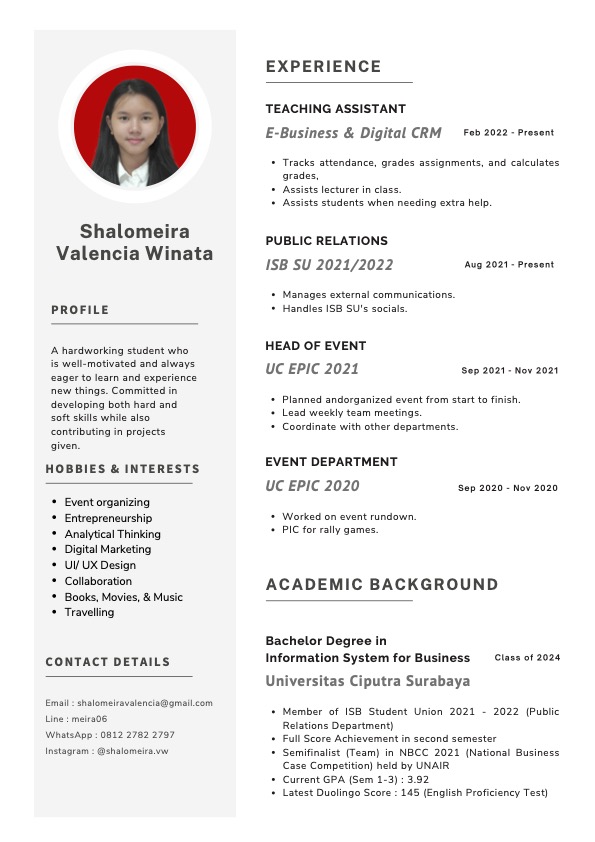 Shalomeira
Valencia Winata
PROFILE
A hardworking student who
is well-motivated and always
eager to learn and experience
new things. Committed in
developing both hard and
soft skills while also
contributing in projects
given.
HOBBIES & INTERESTS
• Event organizing
• Entrepreneurship
• Analytical Thinking
• Digital Marketing
• UI/ UX Design
• Collaboration
• Books, Movies, & Music
• Travelling
CONTACT DETAILS
Email : shalomeiravalencia@gmail.com
Line : meira06
WhatsApp : 0812 2782 2797
Instagram : @shalomeira.vw
EXPERIENCE
TEACHING ASSISTANT
E-Business & Digital CRM Feb 2022 - Present
• Tracks attendance, grades assignments, and calculates
grades,
• Assists lecturer in class.
• Assists students when needing extra help.
PUBLIC RELATIONS
ISB SU 2021/2022 Aug 2021 - Present
• Manages external communications.
• Handles ISB SU's socials.
HEAD OF EVENT
UC EPIC 2021 Sep 2021 - Nov 2021
• Planned andorganized event from start to finish.
• Lead weekly team meetings.
• Coordinate with other departments.
EVENT DEPARTMENT
UC EPIC 2020 Sep 2020 - Nov 2020
• Worked on event rundown.
• PIC for rally games.
ACADEMIC BACKGROUND
Bachelor Degree in
Information System for Business Class of 2024
Universitas Ciputra Surabaya
• Member of ISB Student Union 2021 - 2022 (Public
Relations Department)
• Full Score Achievement in second semester
• Semifinalist (Team) in NBCC 2021 (National Business
Case Competition) held by UNAIR
• Current GPA (Sem 1-3) : 3.92
• Latest Duolingo Score : 145 (English Proficiency Test)